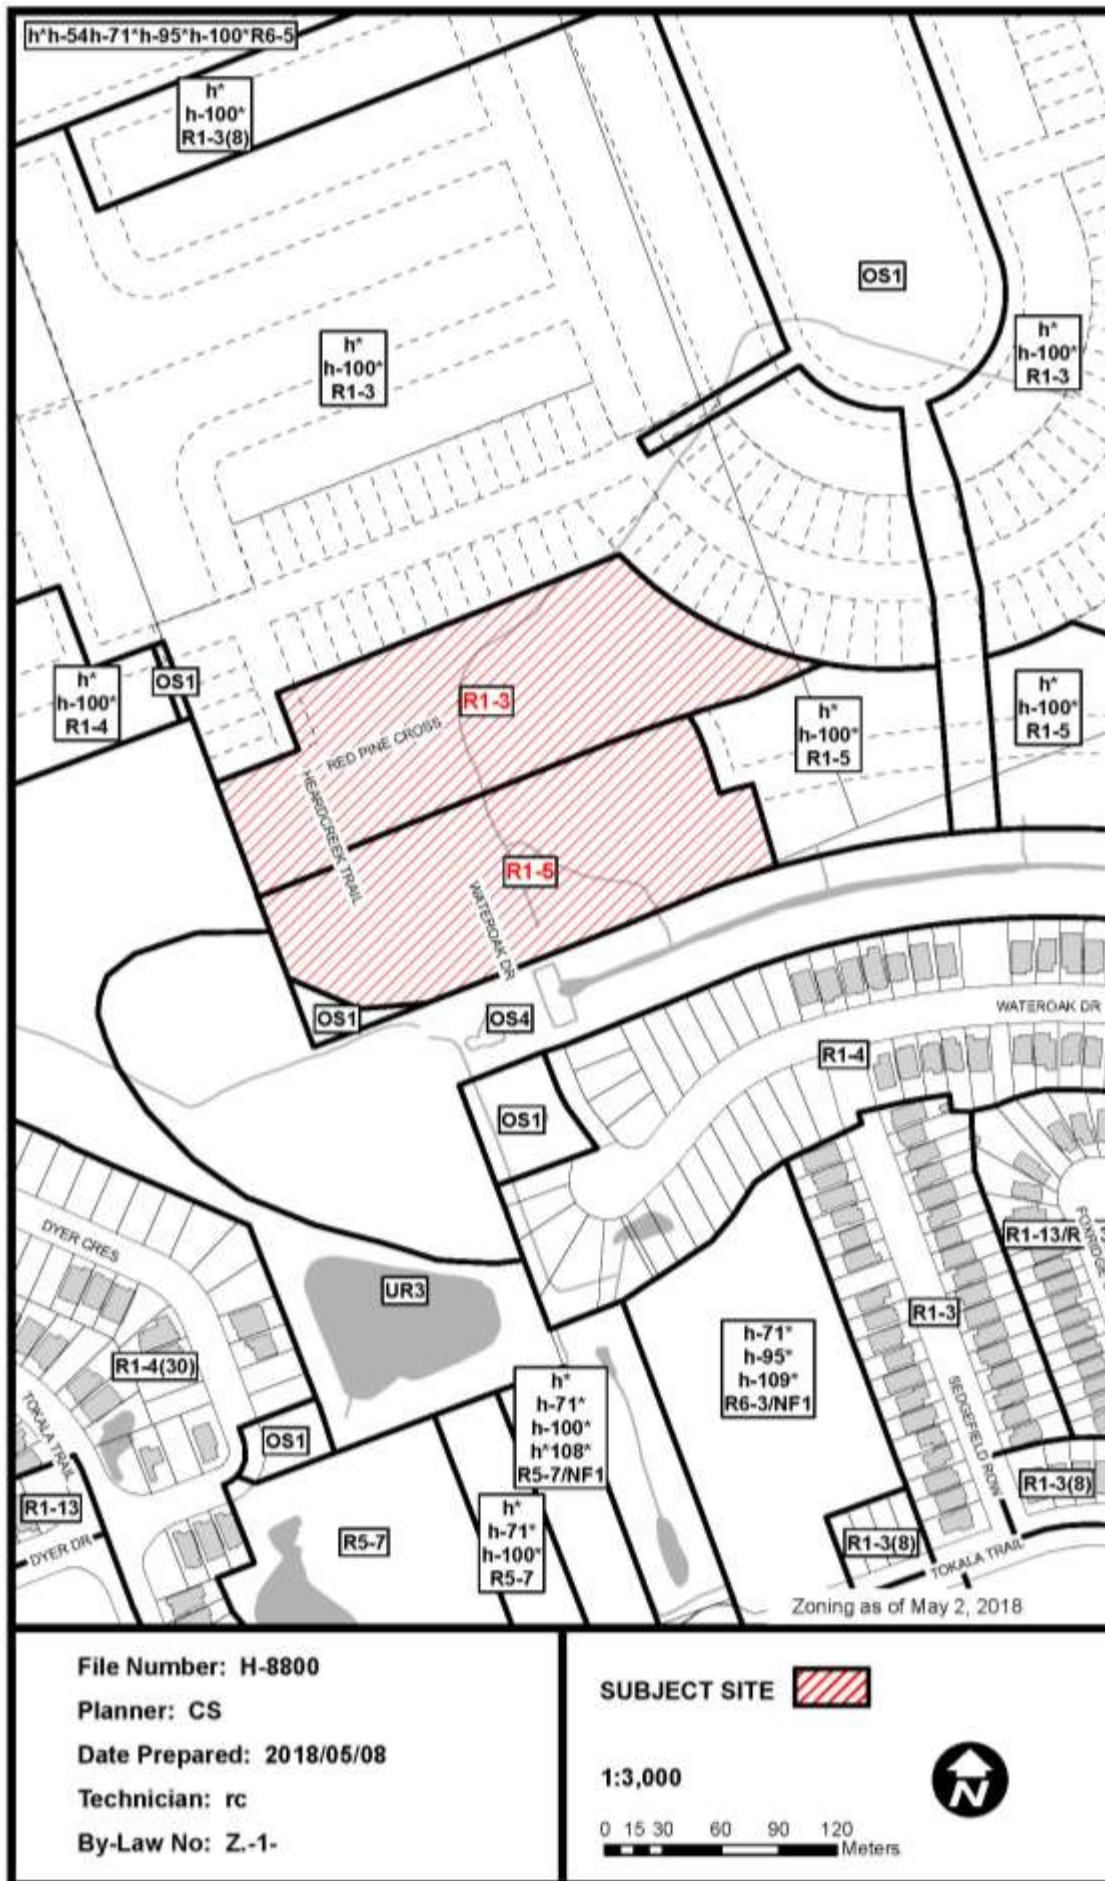 h*h-54h-71*h-95*h-100*R6-5
h*
h-100*
R1-3(8)
OS1
h*
h-100*
R1-3
h*
h-100*
R1-3
h*
h-100*
R1-4
OS1
R1-3
RED PINE CROSS
HEARDCREEK TRAIL
h*
h-100*
R1-5
h*
h-100*
R1-5
R1-5
WATEROAK DR
OS1
OS4
WATEROAK DR
R1-4
OS1
DYER CRES
UR3
R1-13/R
3
FOXRIDGE
R1-3
h-71*
h-95*
h-109*
R6-3/NF1
R1-4(30)
h*
h-71*
h-100*
h*108*
R5-7/NF1
TOKALA TRAIL
OS1
SEDGEFIELD ROW
R1-3(8)
R1-13
h*
h-71*
h-100*
R5-7
R5-7
R1-3(8)
DYER DR
TOKALA TRAIL
Zoning as of May 2, 2018
File Number: H-8800
Planner: CS
Date Prepared: 2018/05/08
Technician: rc
By-Law No: Z.-1-
SUBJECT SITE
1:3,000
N
0 15 30 60 90 120
Meters